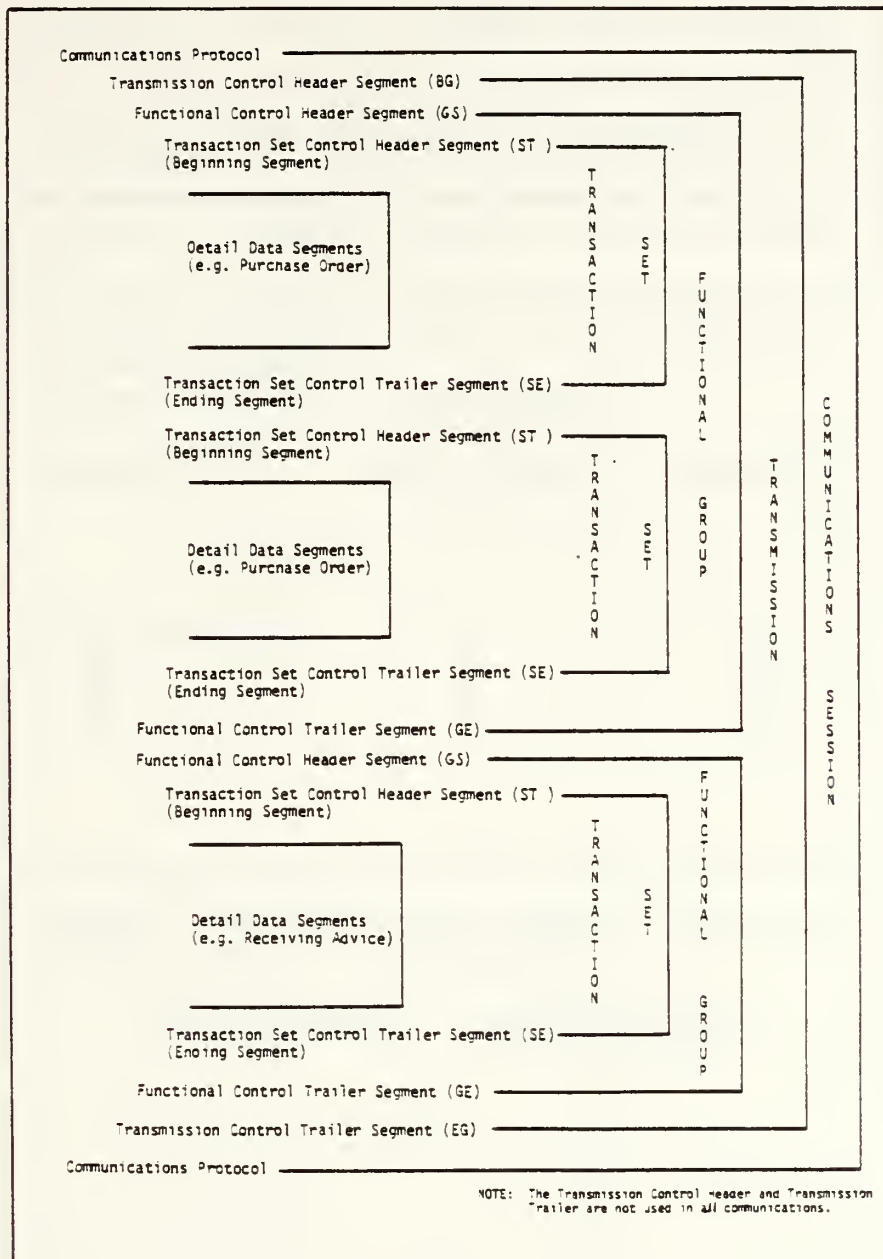 Communications Protocol
Transmission Control Header Segment (BG)
Functional Control Header Segment (GS)
Transaction Set Control Header Segment (ST )
(Beginning Segment)
Detail Data Segments
(e.g. Purchase Order)
TRANSACTION
SET
Transaction Set Control Trailer Segment (SE)
(Ending Segment)
Transaction Set Control Header Segment (ST )
(Beginning Segment)
Detail Data Segments
(e.g. Purchase Order)
TRANSACTION
SET
Transaction Set Control Trailer Segment (SE)
(Ending Segment)
Functional Control Trailer Segment (GE)
FUNCTIONAL
GROUP
Functional Control Header Segment (GS)
Transaction Set Control Header Segment (ST )
(Beginning Segment)
Detail Data Segments
(e.g. Receiving Advice)
TRANSACTION
SET
Transaction Set Control Trailer Segment (SE)
(Ending Segment)
Functional Control Trailer Segment (GE)
FUNCTIONAL
GROUP
Transmission Control Trailer Segment (EG)
TRANSMISSION
Communications Protocol
COMMUNICATIONS
SESSION
NOTE: The Transmission Control Header and Transmission
Trailer are not used in all communications.